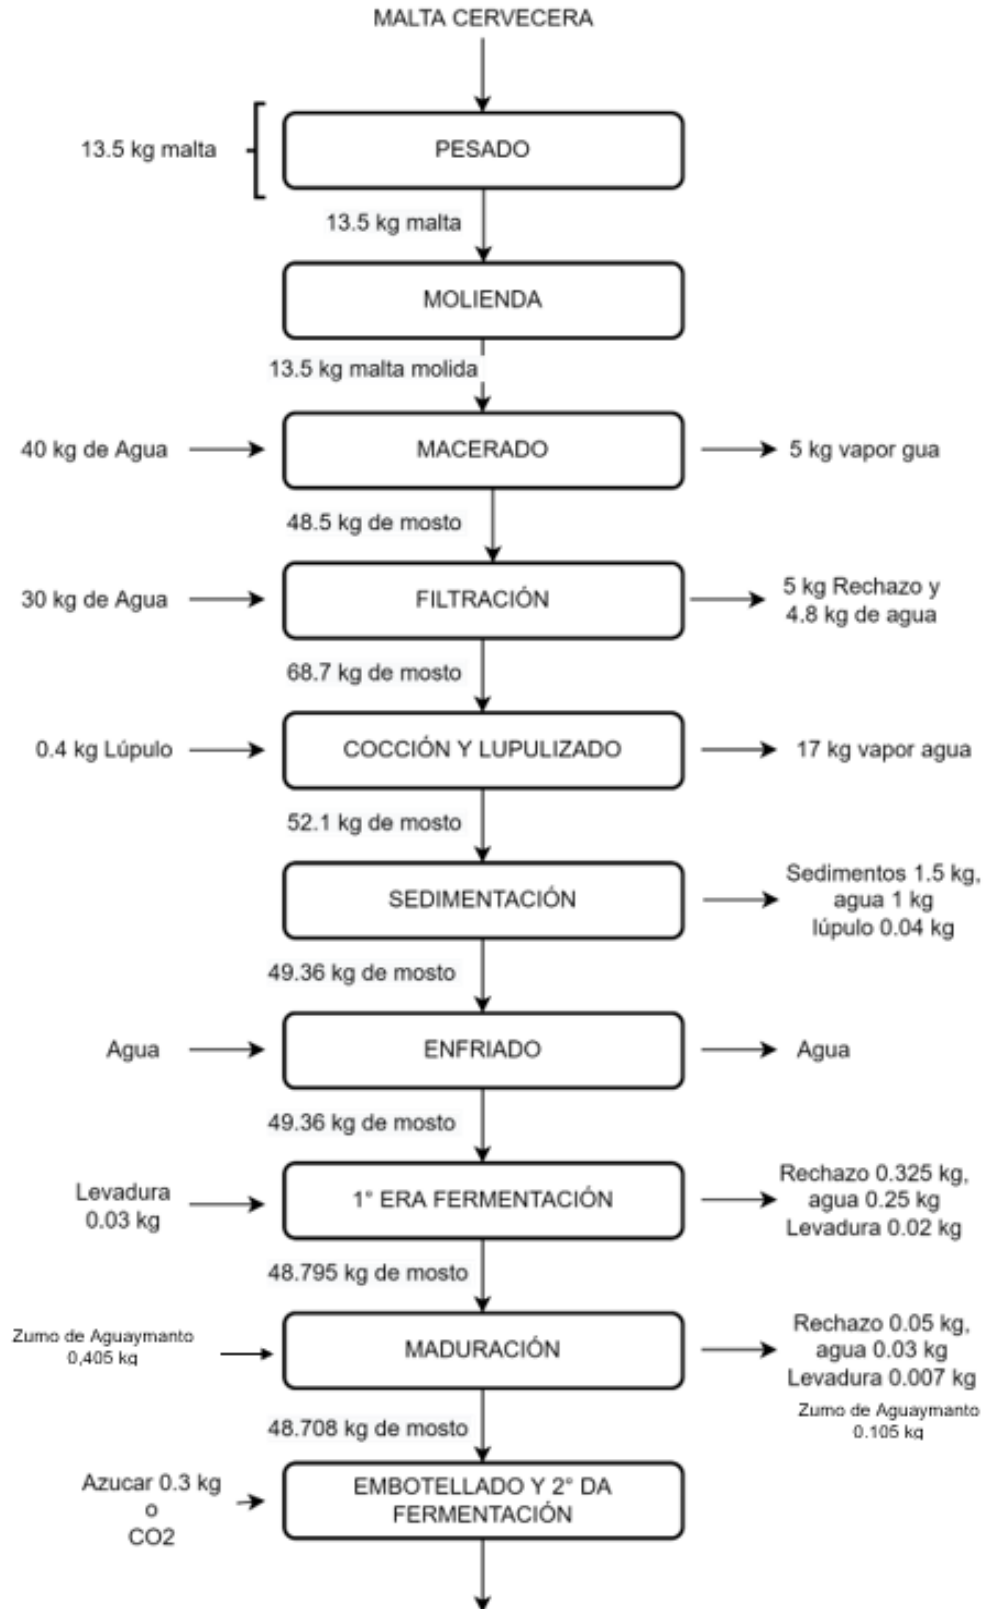 MALTA CERVECERA
13.5 kg malta
PESADO
13.5 kg malta
MOLIENDA
13.5 kg malta molida
40 kg de Agua
MACERADO
5 kg vapor gua
48.5 kg de mosto
30 kg de Agua
FILTRACIÓN
5 kg Rechazo y
4.8 kg de agua
68.7 kg de mosto
0.4 kg Lúpulo
COCCIÓN Y LUPULIZADO
17 kg vapor agua
52.1 kg de mosto
SEDIMENTACIÓN
Sedimentos 1.5 kg,
agua 1 kg
lúpulo 0.04 kg
49.36 kg de mosto
Agua
ENFRIADO
Agua
49.36 kg de mosto
Levadura
0.03 kg
1° ERA FERMENTACIÓN
Rechazo 0.325 kg,
agua 0.25 kg
Levadura 0.02 kg
48.795 kg de mosto
Zumo de Aguaymanto
0,405 kg
MADURACIÓN
Rechazo 0.05 kg,
agua 0.03 kg
Levadura 0.007 kg
Zumo de Aguaymanto
0.105 kg
48.708 kg de mosto
Azucar 0.3 kg
o
CO2
EMBOTELLADO Y 2° DA
FERMENTACIÓN